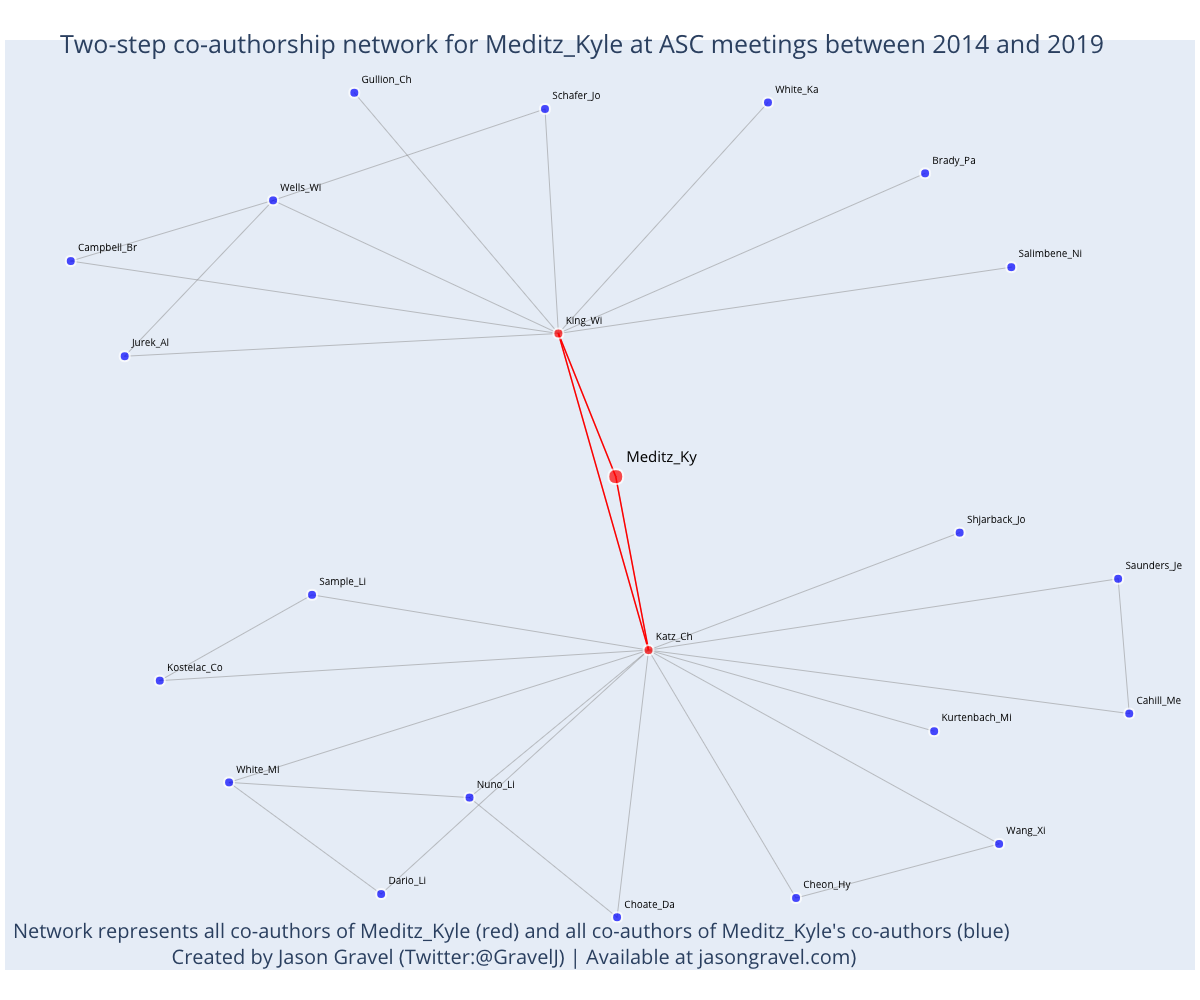 Two-step co-authorship network for Meditz_Kyle at ASC meetings between 2014 and 2019
Gullion_Ch
White_Ka
Schafer_Jo
Brady_Pa
Wells_Wi
Campbell_Br
Salimbene_Ni
King_Wi
Jurek_Al
Meditz_Ky
Shjarback_Jo
Saunders_Je
Sample_Li
Katz_Ch
Kostelac_Co
Cahill_Me
Kurtenbach_Mi
White_Mi
Nuno_Li
Wang_Xi
Dario_Li
Cheon_Hy
Choate_Da
Network represents all co-authors of Meditz_Kyle (red) and all co-authors of Meditz_Kyle's co-authors (blue)
Created by Jason Gravel (Twitter:@GravelJ) | Available at jasongravel.com)